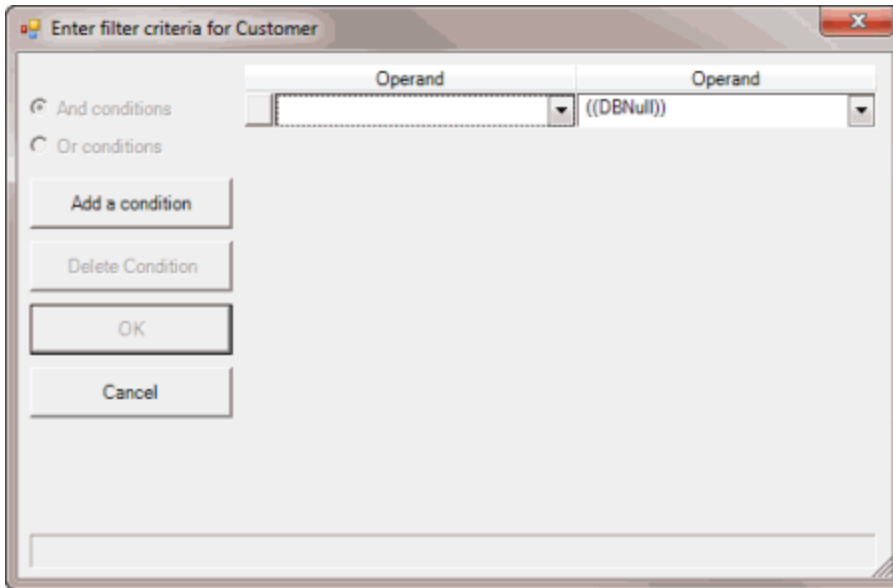 Enter filter criteria for Customer
Operand Operand
And conditions
((DBNull))
Or conditions
Add a condition
Delete Condition
OK
Cancel